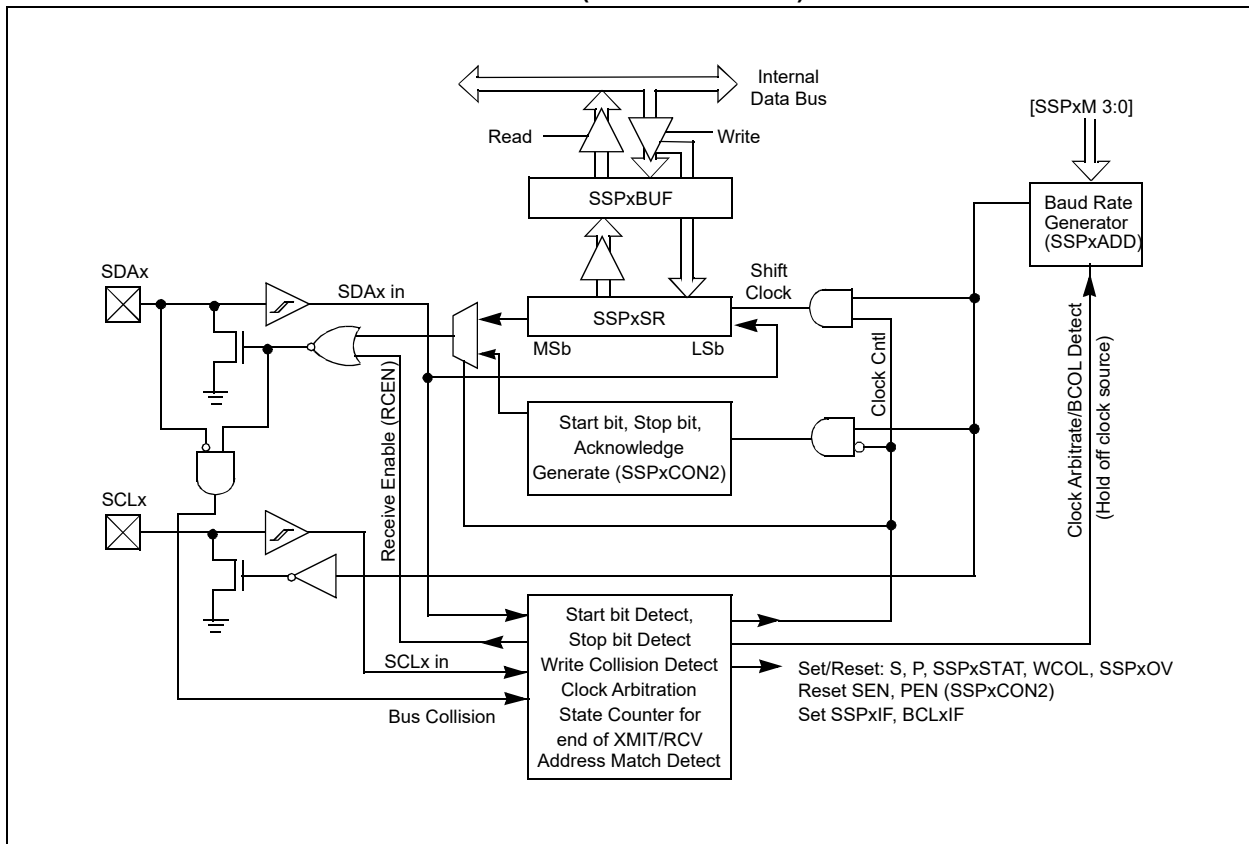 Internal
Data Bus
[SSPxM 3:0]
Read
Write
SSPxBUF
Baud Rate
Generator
(SSPxADD)
SDAx
SDAx in
Shift
Clock
SSPxSR
MSb
LSb
Receive Enable (RCEN)
Start bit, Stop bit,
Acknowledge
Generate (SSPxCON2)
Clock Cntl
Clock Arbitrate/BCOL Detect
(Hold off clock source)
SCLx
SCLx in
Bus Collision
Start bit Detect,
Stop bit Detect
Write Collision Detect
Clock Arbitration
State Counter for
end of XMIT/RCV
Address Match Detect
Set/Reset: S, P, SSPxSTAT, WCOL, SSPxOV
Reset SEN, PEN (SSPxCON2)
Set SSPxIF, BCLxIF